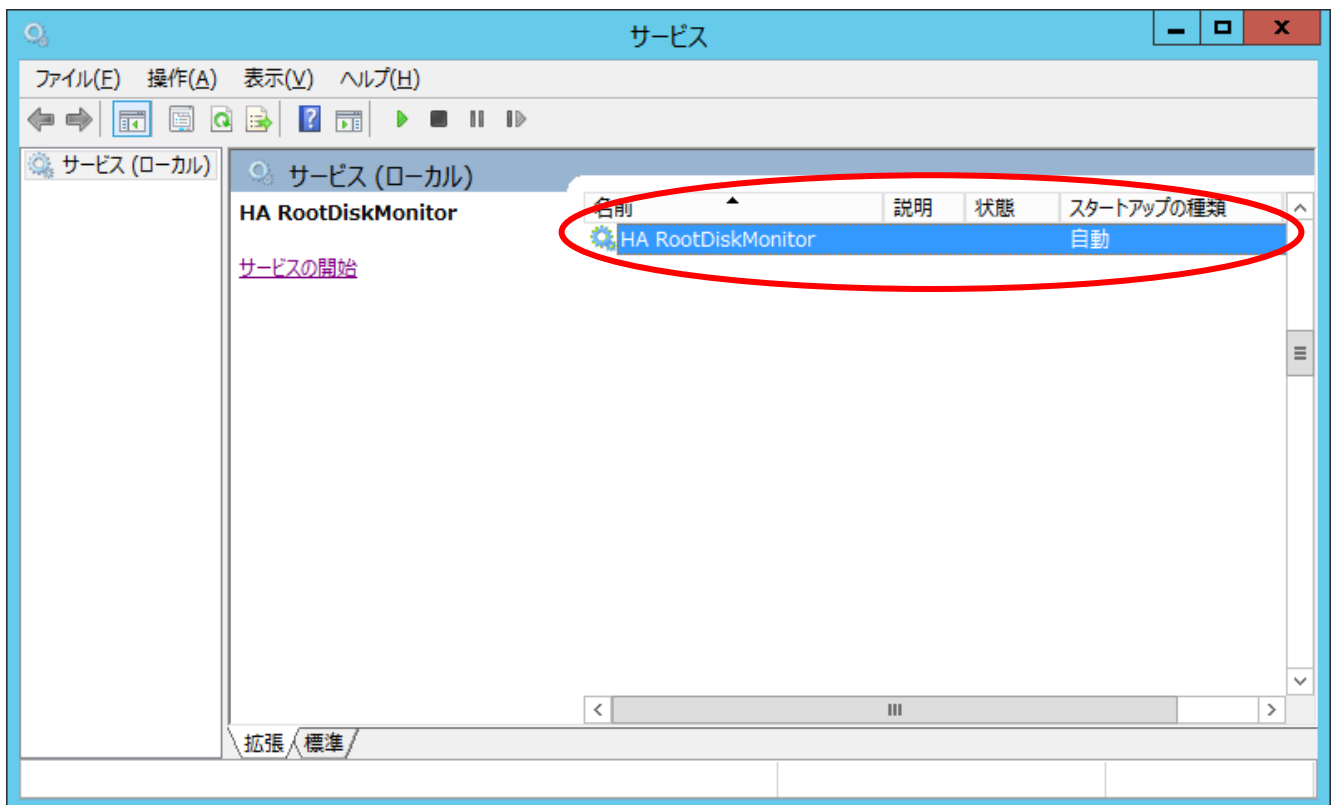 サービス
ファイル(F) 操作(A) 表示(V) ヘルプ(H)
サービス (ローカル)
サービス (ローカル)
HA RootDiskMonitor
サービスの開始
名前 説明 状態 スタートアップの種類
HA RootDiskMonitor 自動
拡張 標準